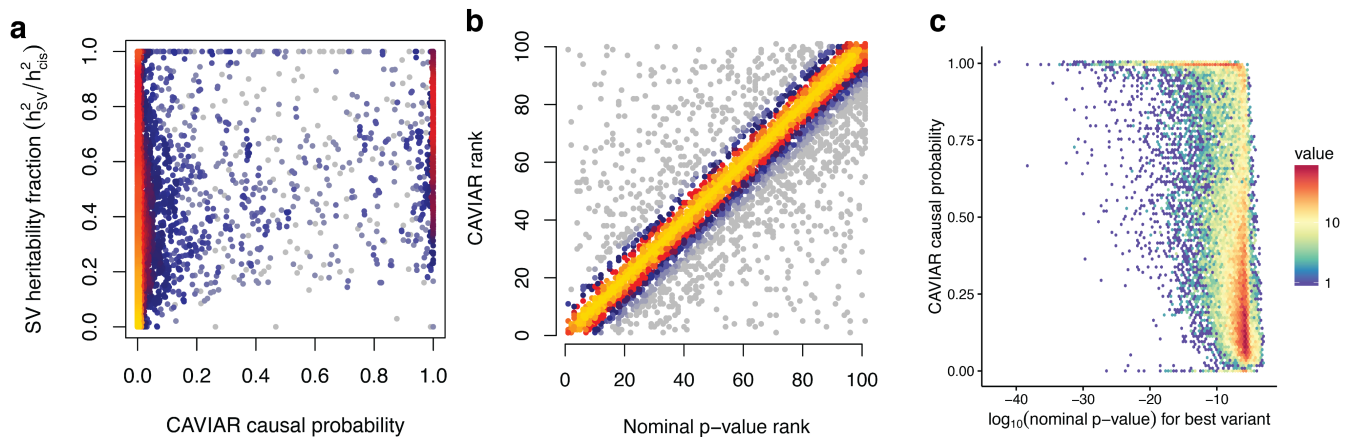 a
SV heritability fraction (h²SV/h²cis)
1.0
0.8
0.6
0.4
0.2
0.0
0.0 0.2 0.4 0.6 0.8 1.0
CAVIAR causal probability
b
CAVIAR rank
100
80
60
40
20
0
0 20 40 60 80 100
Nominal p−value rank
c
CAVIAR causal probability
1.00
0.75
0.50
0.25
0.00
−40 −30 −20 −10
log₁₀(nominal p−value) for best variant
value
10
1